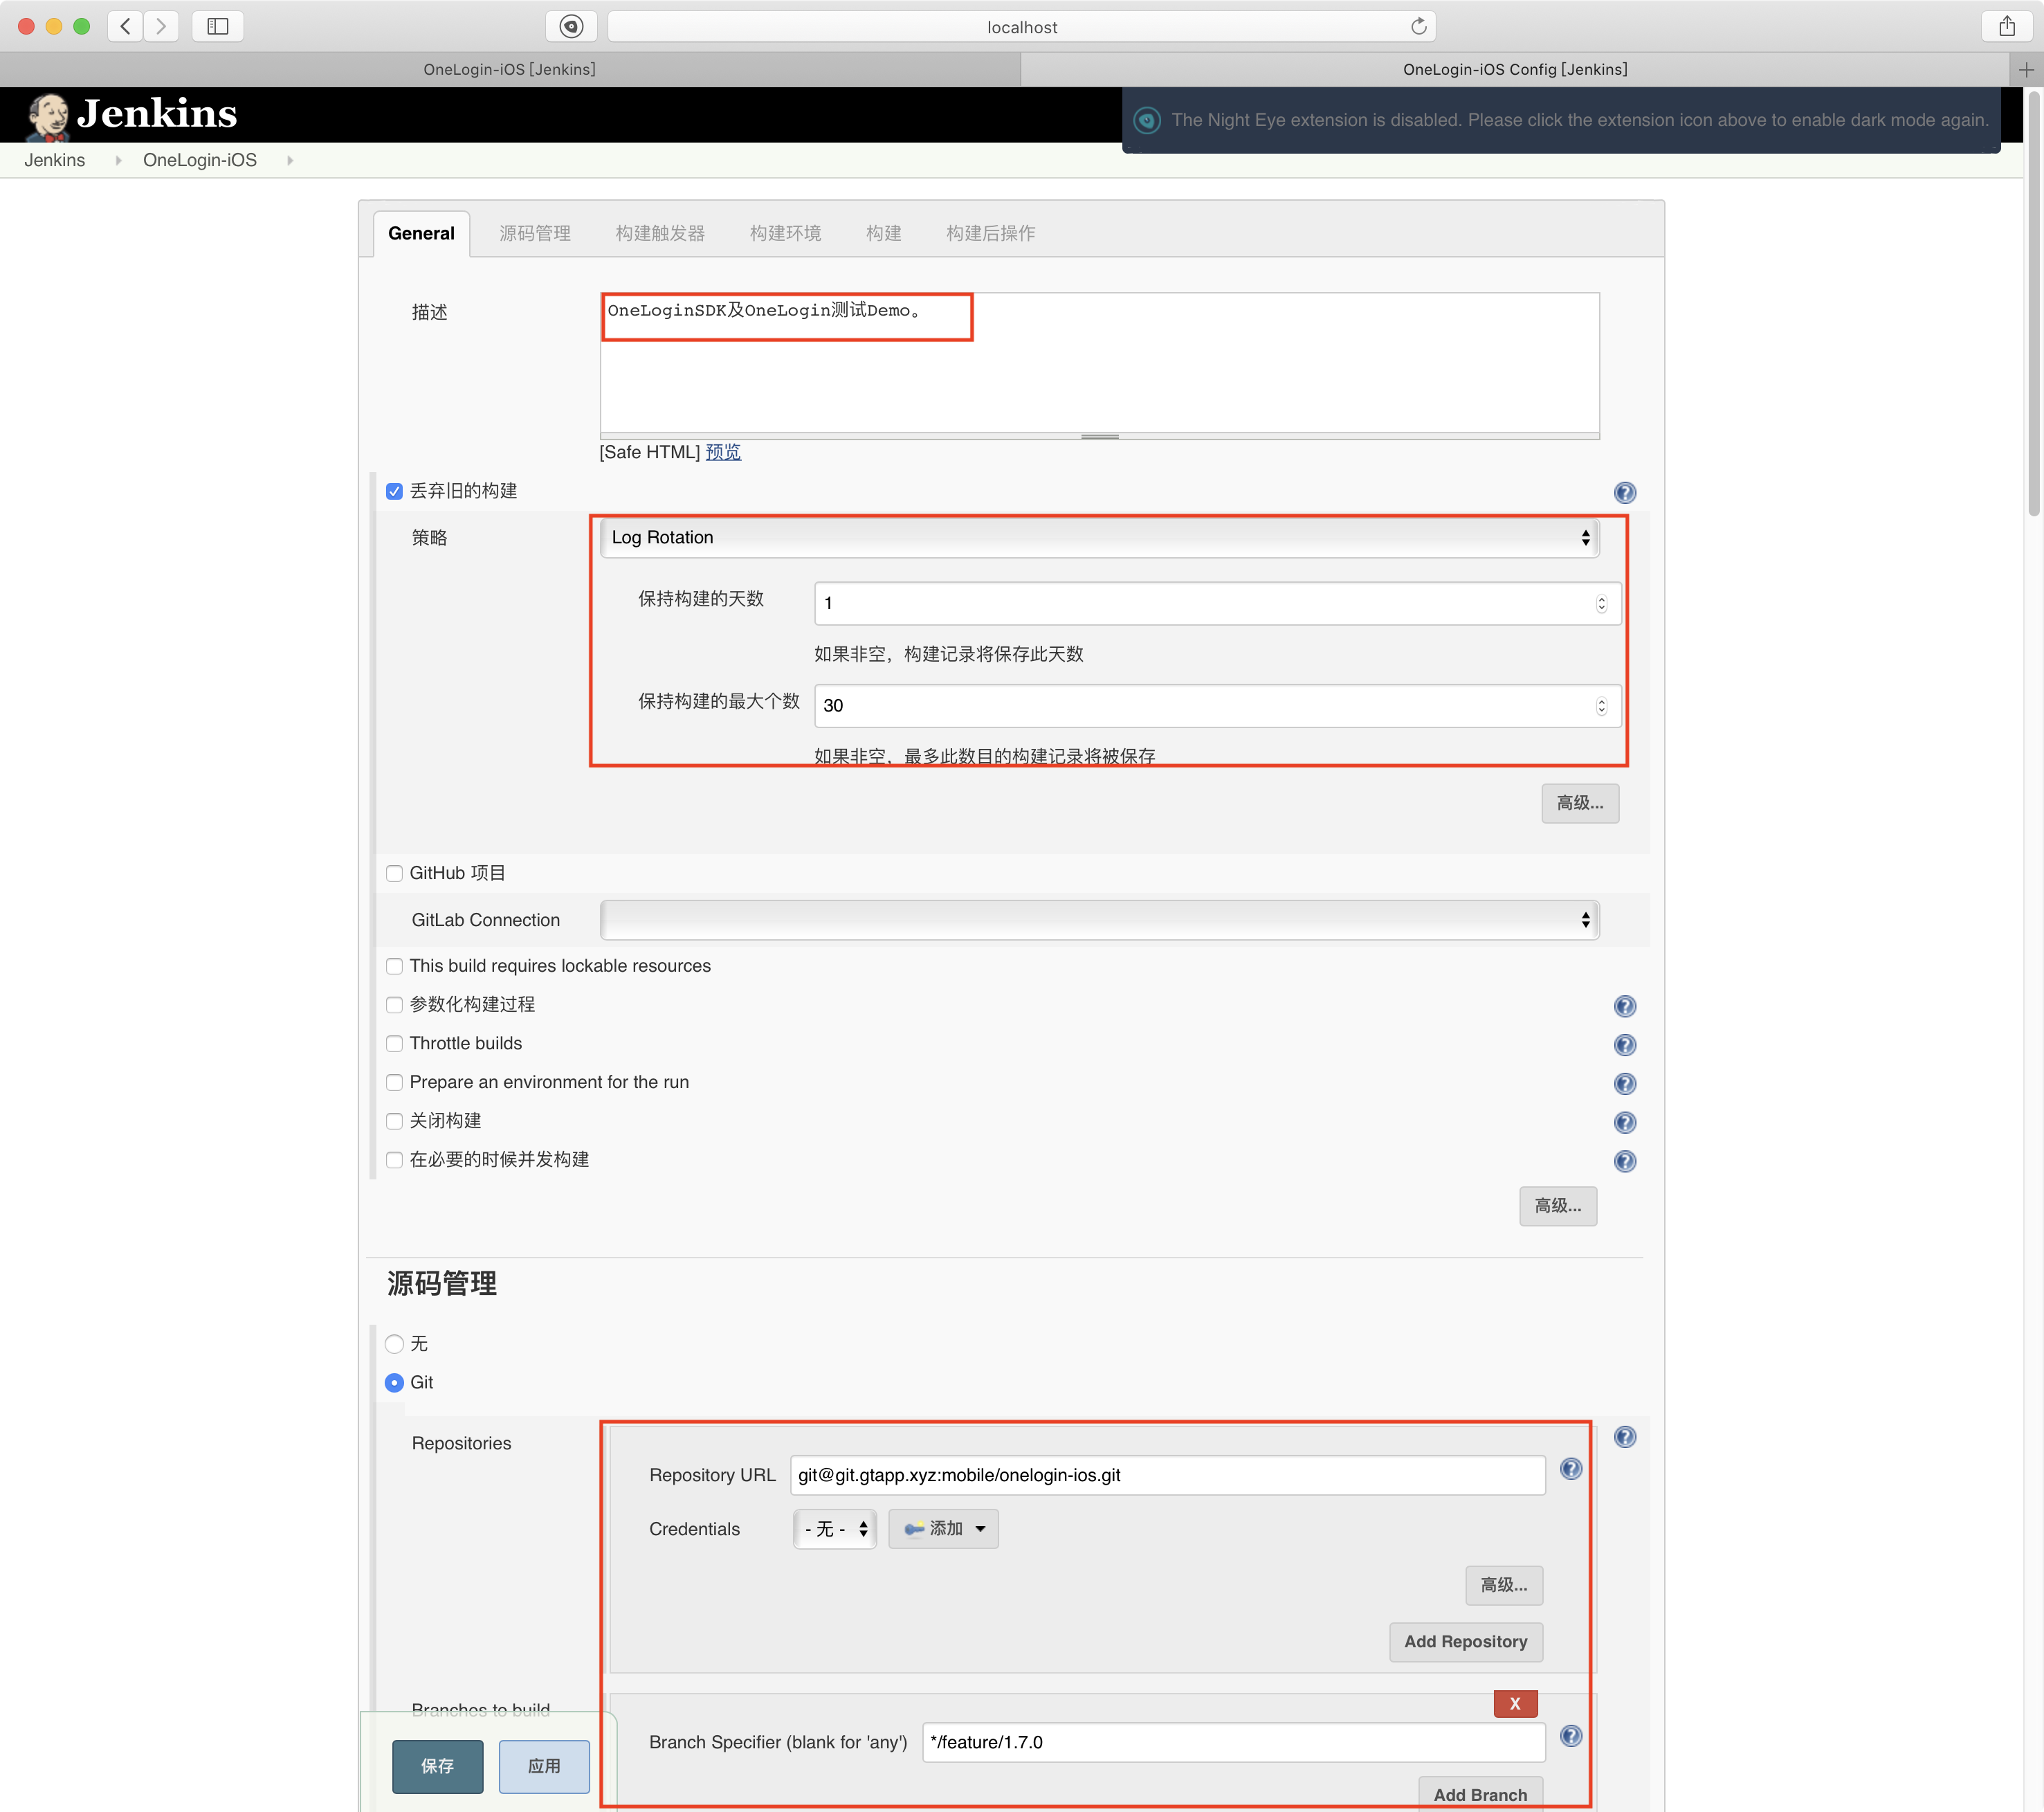 localhost
OneLogin-iOS [Jenkins]
OneLogin-iOS Config [Jenkins]
Jenkins
The Night Eye extension is disabled. Please click the extension icon above to enable dark mode again.
Jenkins OneLogin-iOS
General 源码管理 构建触发器 构建环境 构建 构建后操作
描述
OneLoginSDK及OneLogin测试Demo。
[Safe HTML] 预览
丢弃旧的构建
策略
Log Rotation
保持构建的天数
1
如果非空，构建记录将保存此天数
保持构建的最大个数
30
如果非空，最多此数目的构建记录将被保存
高级...
GitHub 项目
GitLab Connection
This build requires lockable resources
参数化构建过程
Throttle builds
Prepare an environment for the run
关闭构建
在必要的时候并发构建
高级...
源码管理
无
Git
Repositories
Repository URL
git@git.gtapp.xyz:mobile/onelogin-ios.git
Credentials
- 无 -
添加
高级...
Add Repository
Branches to build
X
Branch Specifier (blank for 'any')
*/feature/1.7.0
保存
应用
Add Branch